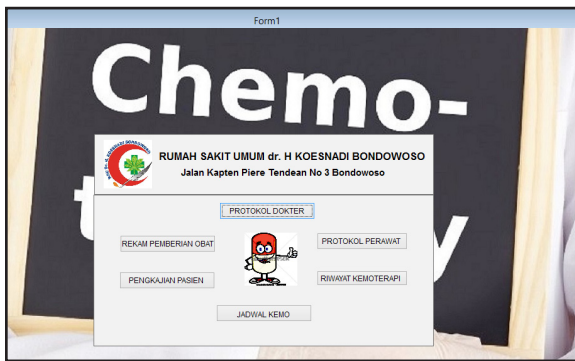 Form1
Chemo-
t
y
RUMAH SAKIT UMUM dr. H KOESNADI BONDOWOSO
Jalan Kapten Piere Tendean No 3 Bondowoso
PROTOKOL DOKTER
REKAM PEMBERIAN OBAT
PROTOKOL PERAWAT
PENGKAJIAN PASIEN
RIWAYAT KEMOTERAPI
JADWAL KEMO